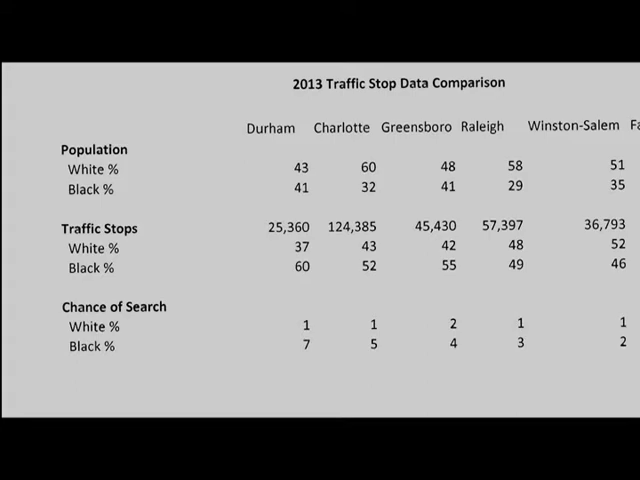 2013 Traffic Stop Data Comparison
Durham Charlotte Greensboro Raleigh Winston-Salem
Population
White % 43 60 48 58 51
Black % 41 32 41 29 35
Traffic Stops 25,360 124,385 45,430 57,397 36,793
White % 37 43 42 48 52
Black % 60 52 55 49 46
Chance of Search
White % 1 1 2 1 1
Black % 7 5 4 3 2